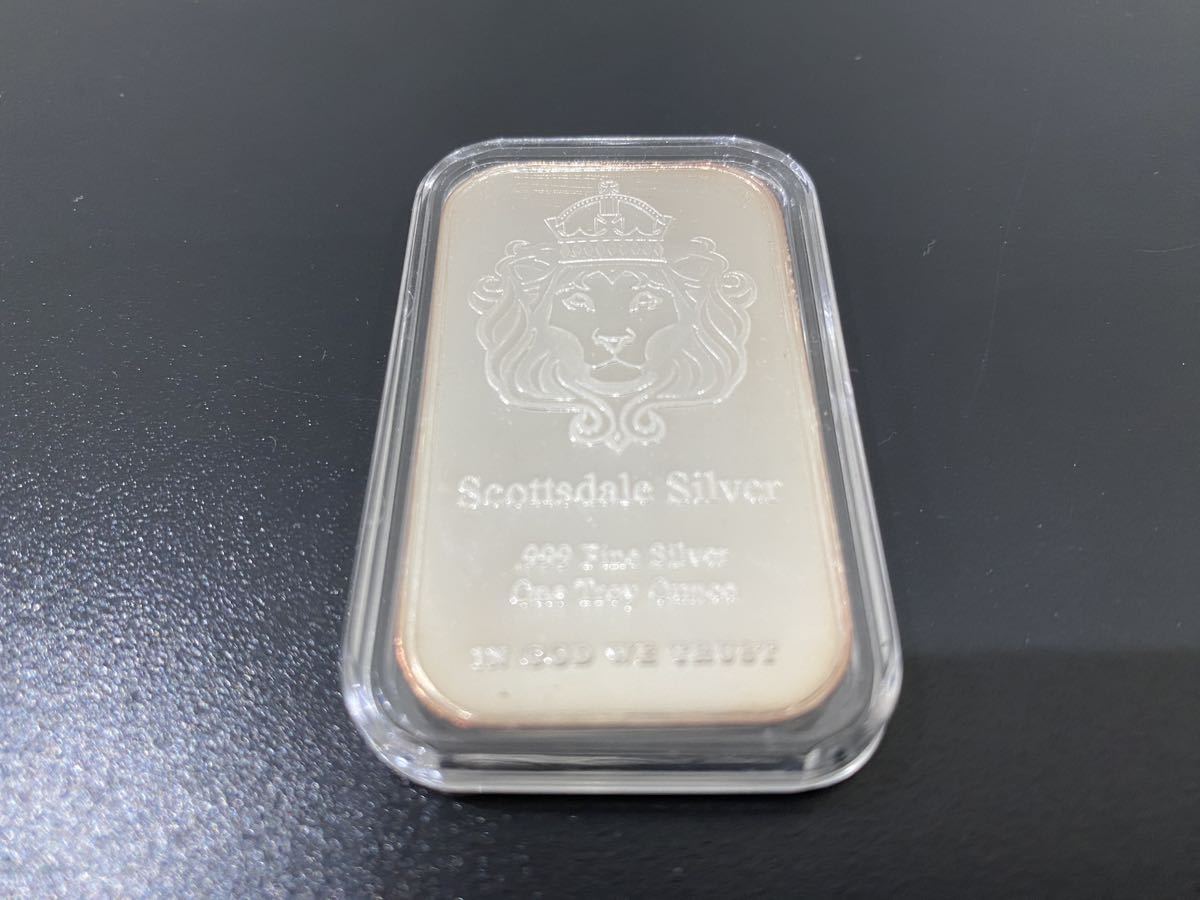 Scottsdale Silver
.999 Fine Silver
One Troy Ounce
IN GOD WE TRUST